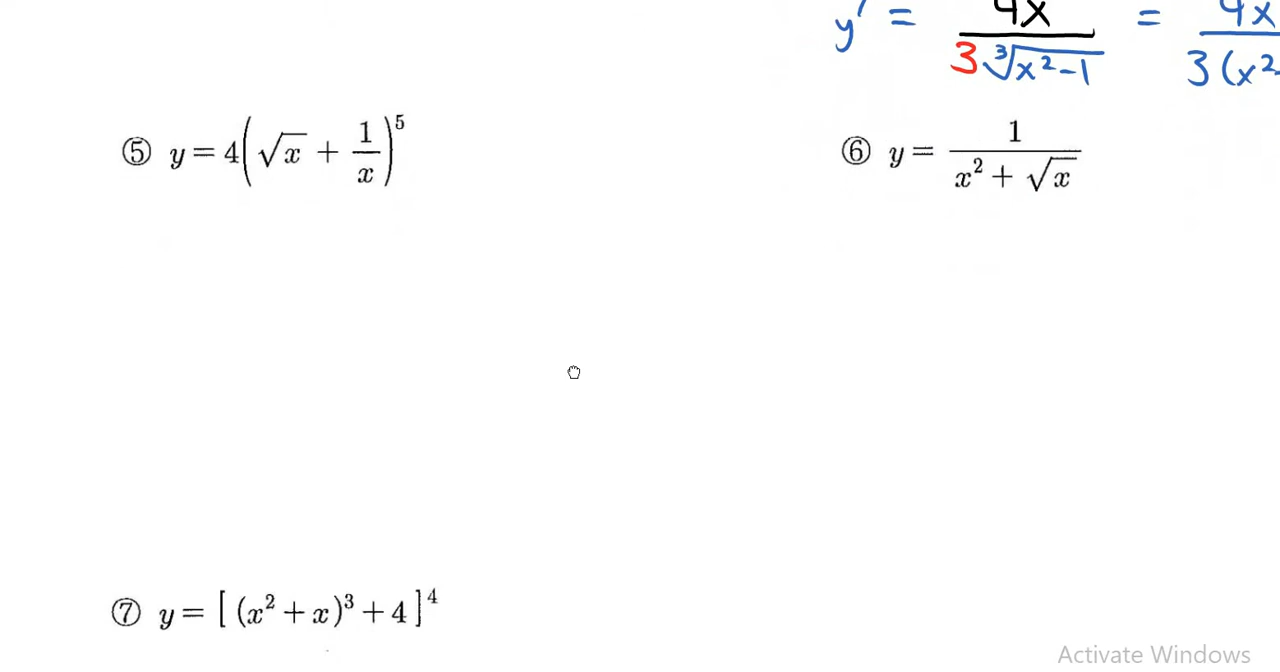 y' = 4x / 3∛(x²-1) = 4x / 3(x²-
⑤ y = 4(√x + 1/x)⁵
⑥ y = 1 / (x² + √x)
⑦ y = [ (x² + x)³ + 4 ]⁴
Activate Windows